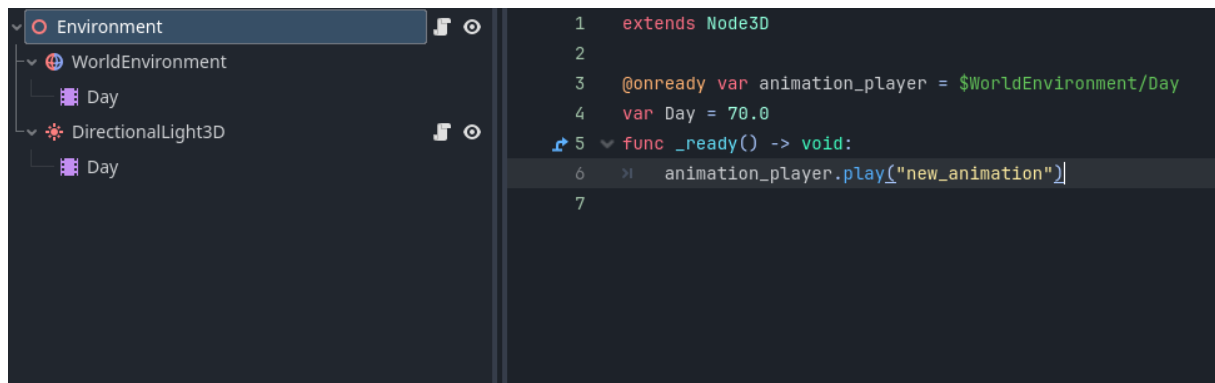 Environment
WorldEnvironment
Day
DirectionalLight3D
Day
1 extends Node3D
2
3 @onready var animation_player = $WorldEnvironment/Day
4 var Day = 70.0
5 func _ready() -> void:
6 animation_player.play("new_animation")
7